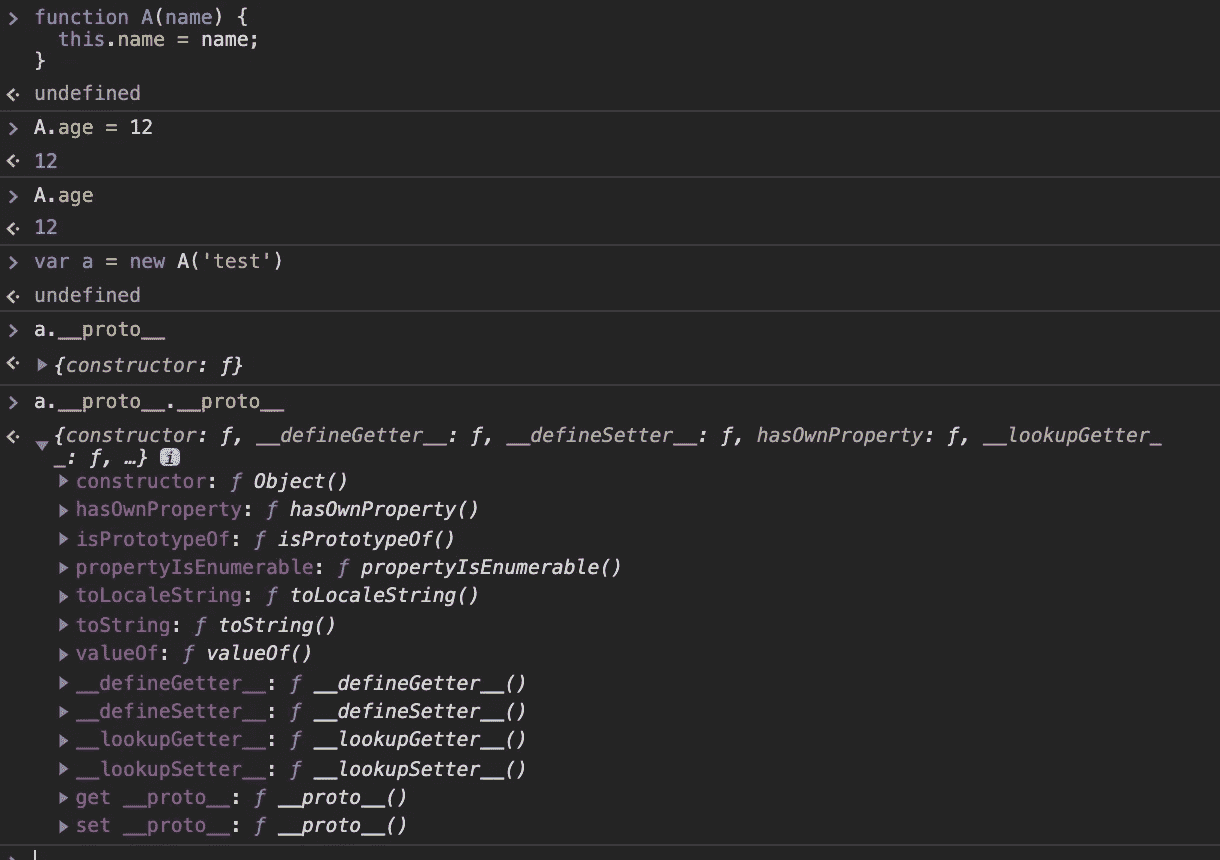 function A(name) {
this.name = name;
}
undefined
A.age = 12
12
A.age
12
var a = new A('test')
undefined
a.__proto__
{constructor: ƒ}
a.__proto__.__proto__
{constructor: ƒ, __defineGetter__: ƒ, __defineSetter__: ƒ, hasOwnProperty: ƒ, __lookupGetter_
_: ƒ, …} i
constructor: ƒ Object()
hasOwnProperty: ƒ hasOwnProperty()
isPrototypeOf: ƒ isPrototypeOf()
propertyIsEnumerable: ƒ propertyIsEnumerable()
toLocaleString: ƒ toLocaleString()
toString: ƒ toString()
valueOf: ƒ valueOf()
__defineGetter__: ƒ __defineGetter__()
__defineSetter__: ƒ __defineSetter__()
__lookupGetter__: ƒ __lookupGetter__()
__lookupSetter__: ƒ __lookupSetter__()
get __proto__: ƒ __proto__()
set __proto__: ƒ __proto__()